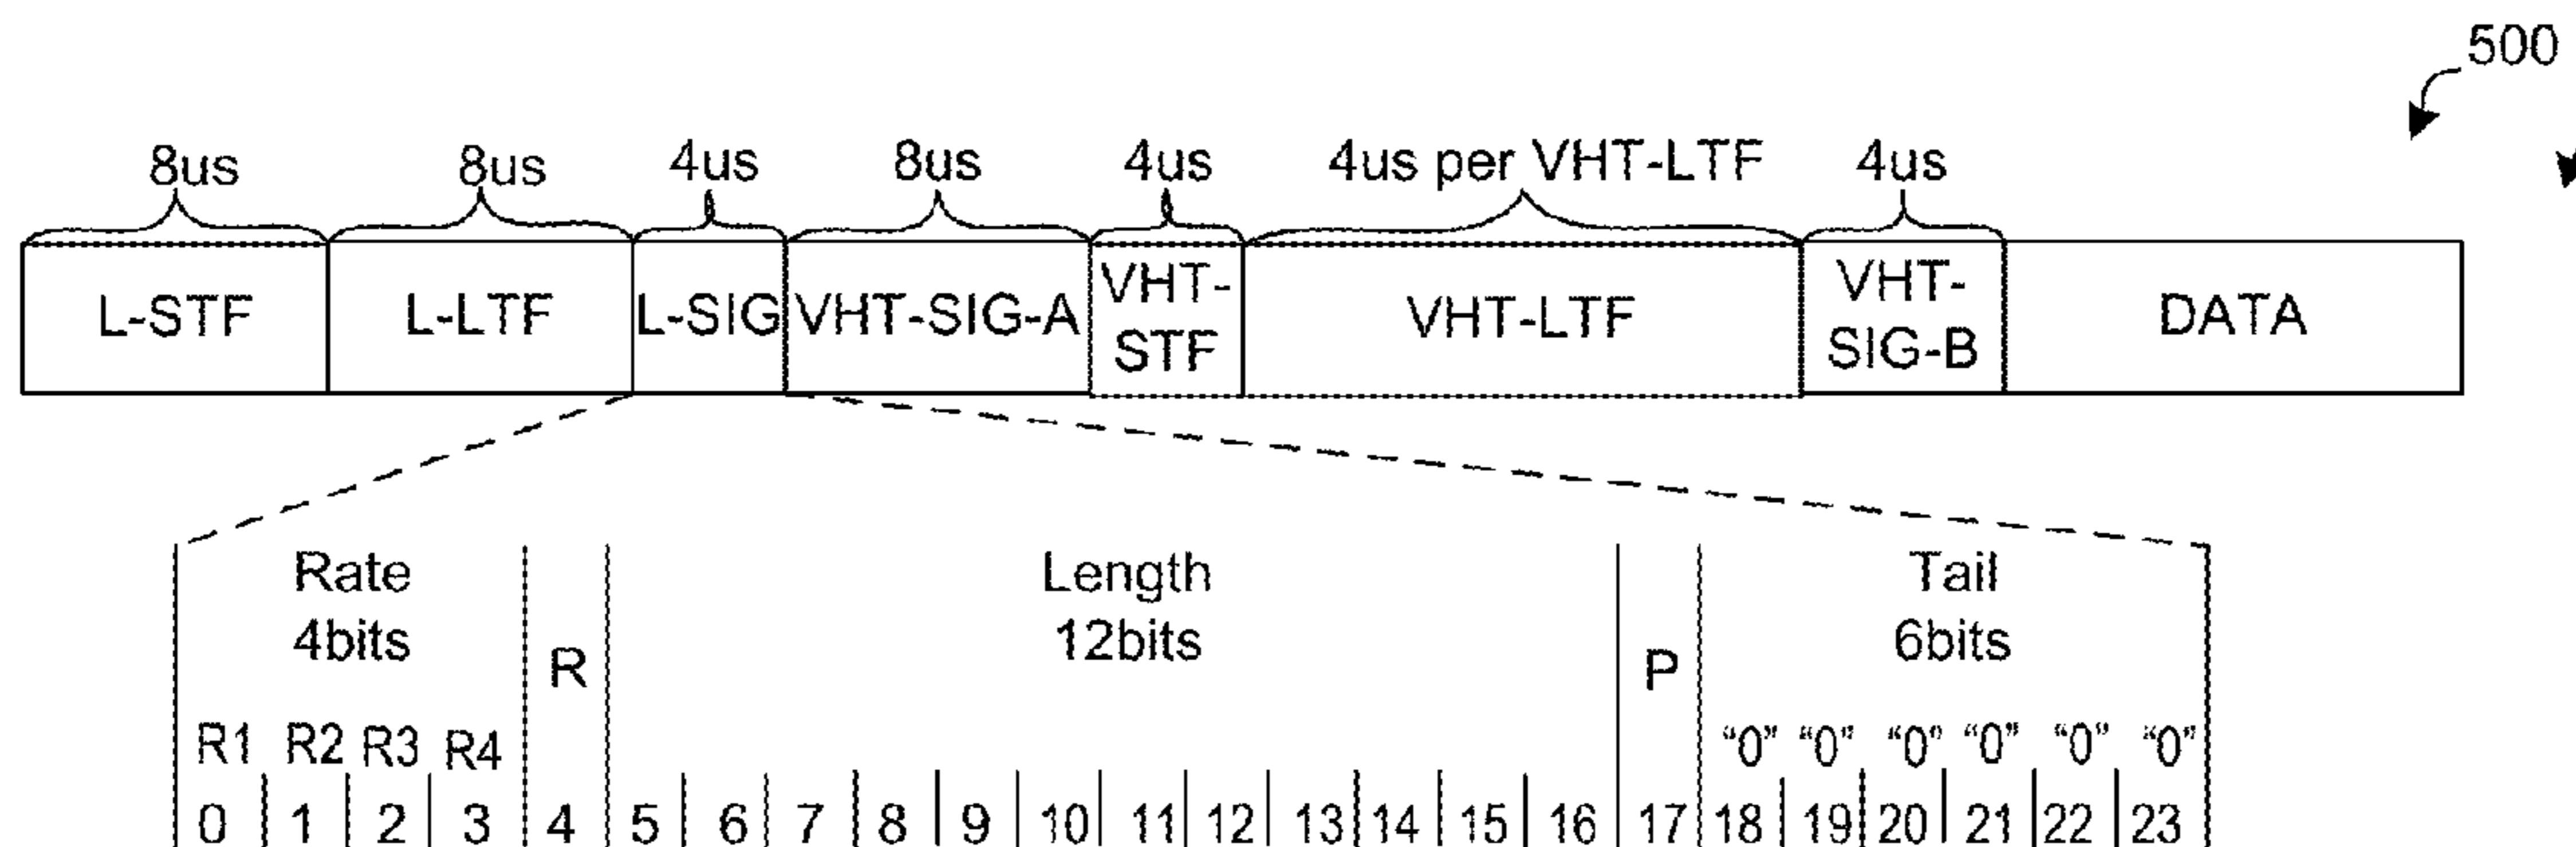 500
8us 8us 4us 8us 4us 4us per VHT-LTF 4us
L-STF L-LTF L-SIG VHT-SIG-A VHT-STF VHT-LTF VHT-SIG-B DATA
Rate Length Tail
4bits R 12bits P 6bits
R1 R2 R3 R4 “0” “0” “0” “0” “0” “0”
0 1 2 3 4 5 6 7 8 9 10 11 12 13 14 15 16 17 18 19 20 21 22 23